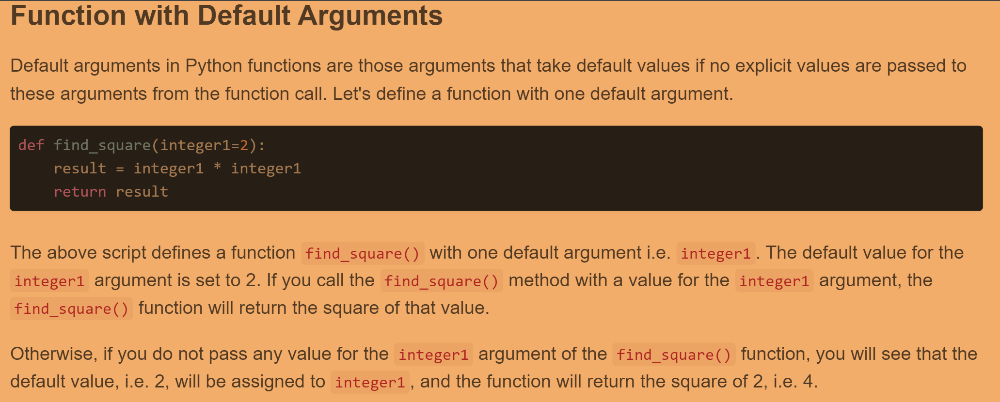 Function with Default Arguments
Default arguments in Python functions are those arguments that take default values if no explicit values are passed to
these arguments from the function call. Let's define a function with one default argument.
def find_square(integer1=2):
    result = integer1 * integer1
    return result
The above script defines a function find_square() with one default argument i.e. integer1. The default value for the
integer1 argument is set to 2. If you call the find_square() method with a value for the integer1 argument, the
find_square() function will return the square of that value.
Otherwise, if you do not pass any value for the integer1 argument of the find_square() function, you will see that the
default value, i.e. 2, will be assigned to integer1, and the function will return the square of 2, i.e. 4.